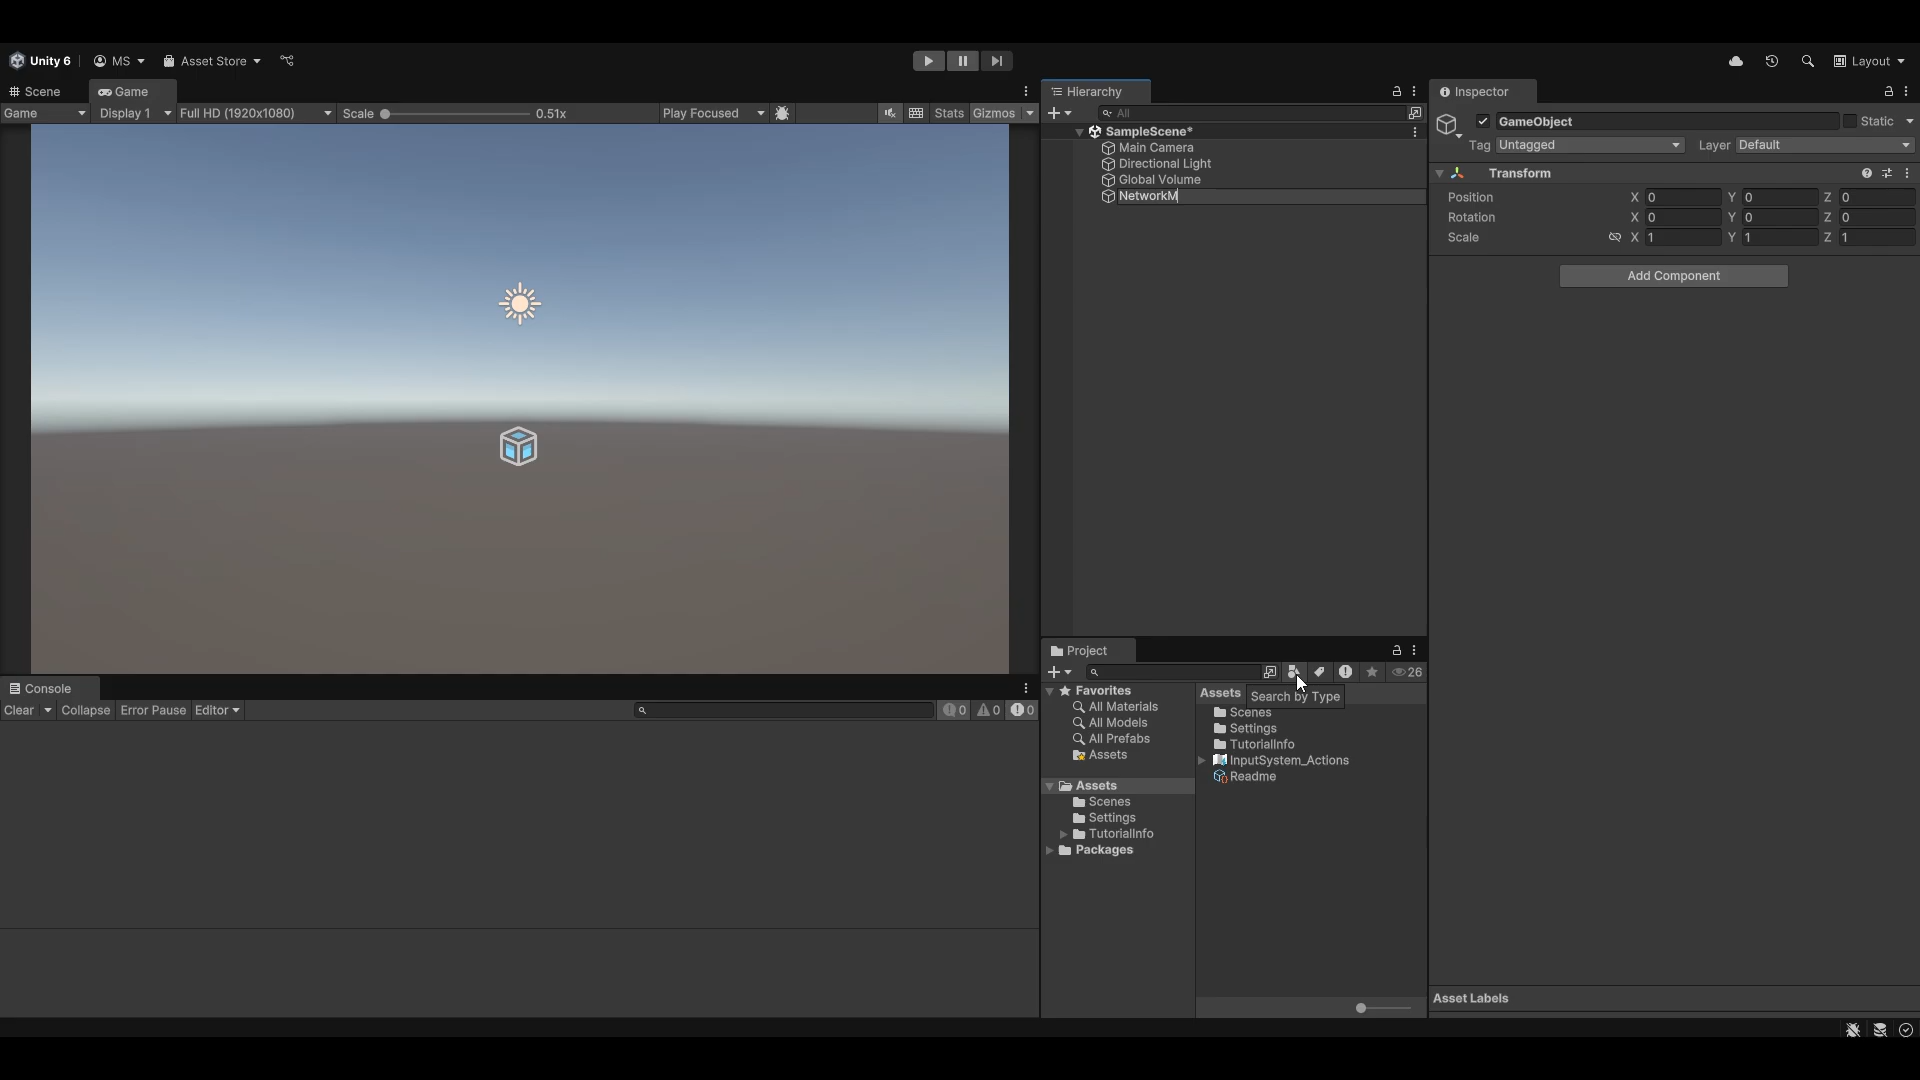 Unity 6 MS Asset Store Layout
Scene Game
Game Display 1 Full HD (1920x1080) Scale 0.51x Play Focused Stats Gizmos
Hierarchy
All
SampleScene*
Main Camera
Directional Light
Global Volume
NetworkM
Inspector
GameObject Static
Tag Untagged Layer Default
Transform
Position X 0 Y 0 Z 0
Rotation X 0 Y 0 Z 0
Scale X 1 Y 1 Z 1
Add Component
Asset Labels
Project
26
Favorites
All Materials
All Models
All Prefabs
Assets
Assets
Scenes
Settings
TutorialInfo
Packages
Assets
Search by Type
Scenes
Settings
TutorialInfo
InputSystem_Actions
Readme
Console
Clear Collapse Error Pause Editor 0 0 0